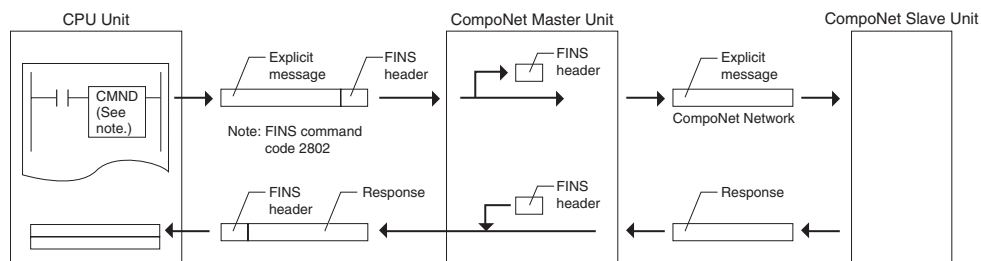 CPU Unit
CompoNet Master Unit
CompoNet Slave Unit
CMND
(See
note.)
Explicit
message
FINS
header
Note: FINS command
code 2802
FINS
header
Explicit
message
CompoNet Network
FINS
header
Response
FINS
header
Response